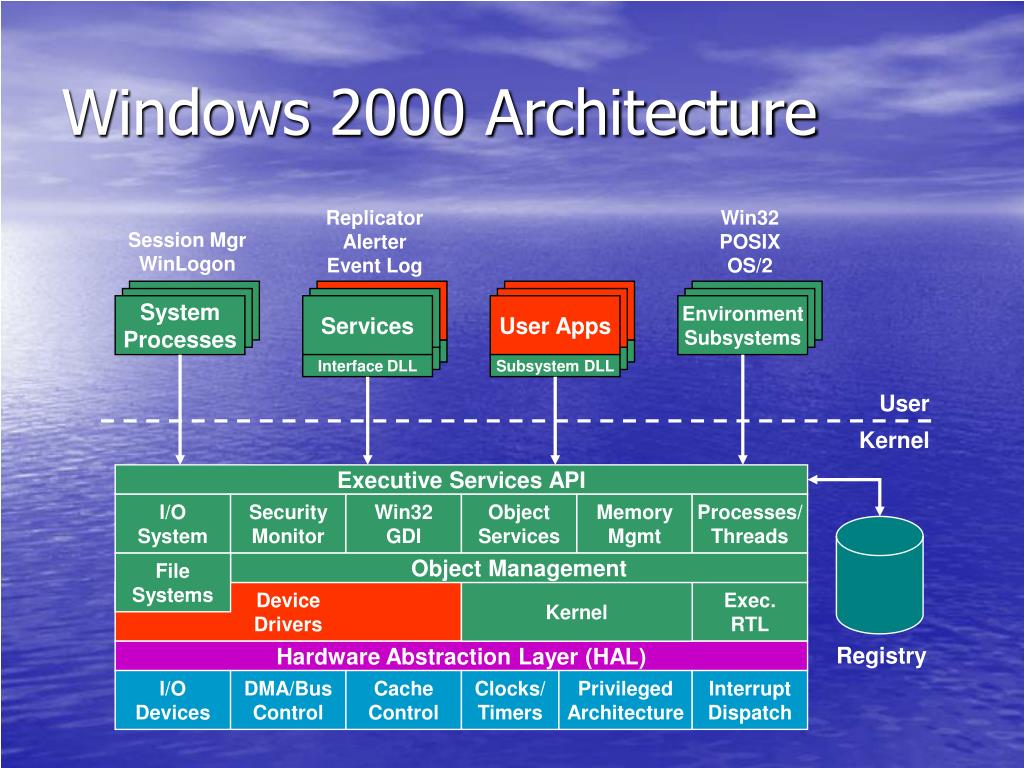 Windows 2000 Architecture
Session Mgr
WinLogon
System
Processes
Replicator
Alerter
Event Log
Services
Interface DLL
User Apps
Subsystem DLL
Win32
POSIX
OS/2
Environment
Subsystems
User
Kernel
Executive Services API
I/O
System
Security
Monitor
Win32
GDI
Object
Services
Memory
Mgmt
Processes/
Threads
File
Systems
Object Management
Device
Drivers
Kernel
Exec.
RTL
Hardware Abstraction Layer (HAL)
I/O
Devices
DMA/Bus
Control
Cache
Control
Clocks/
Timers
Privileged
Architecture
Interrupt
Dispatch
Registry